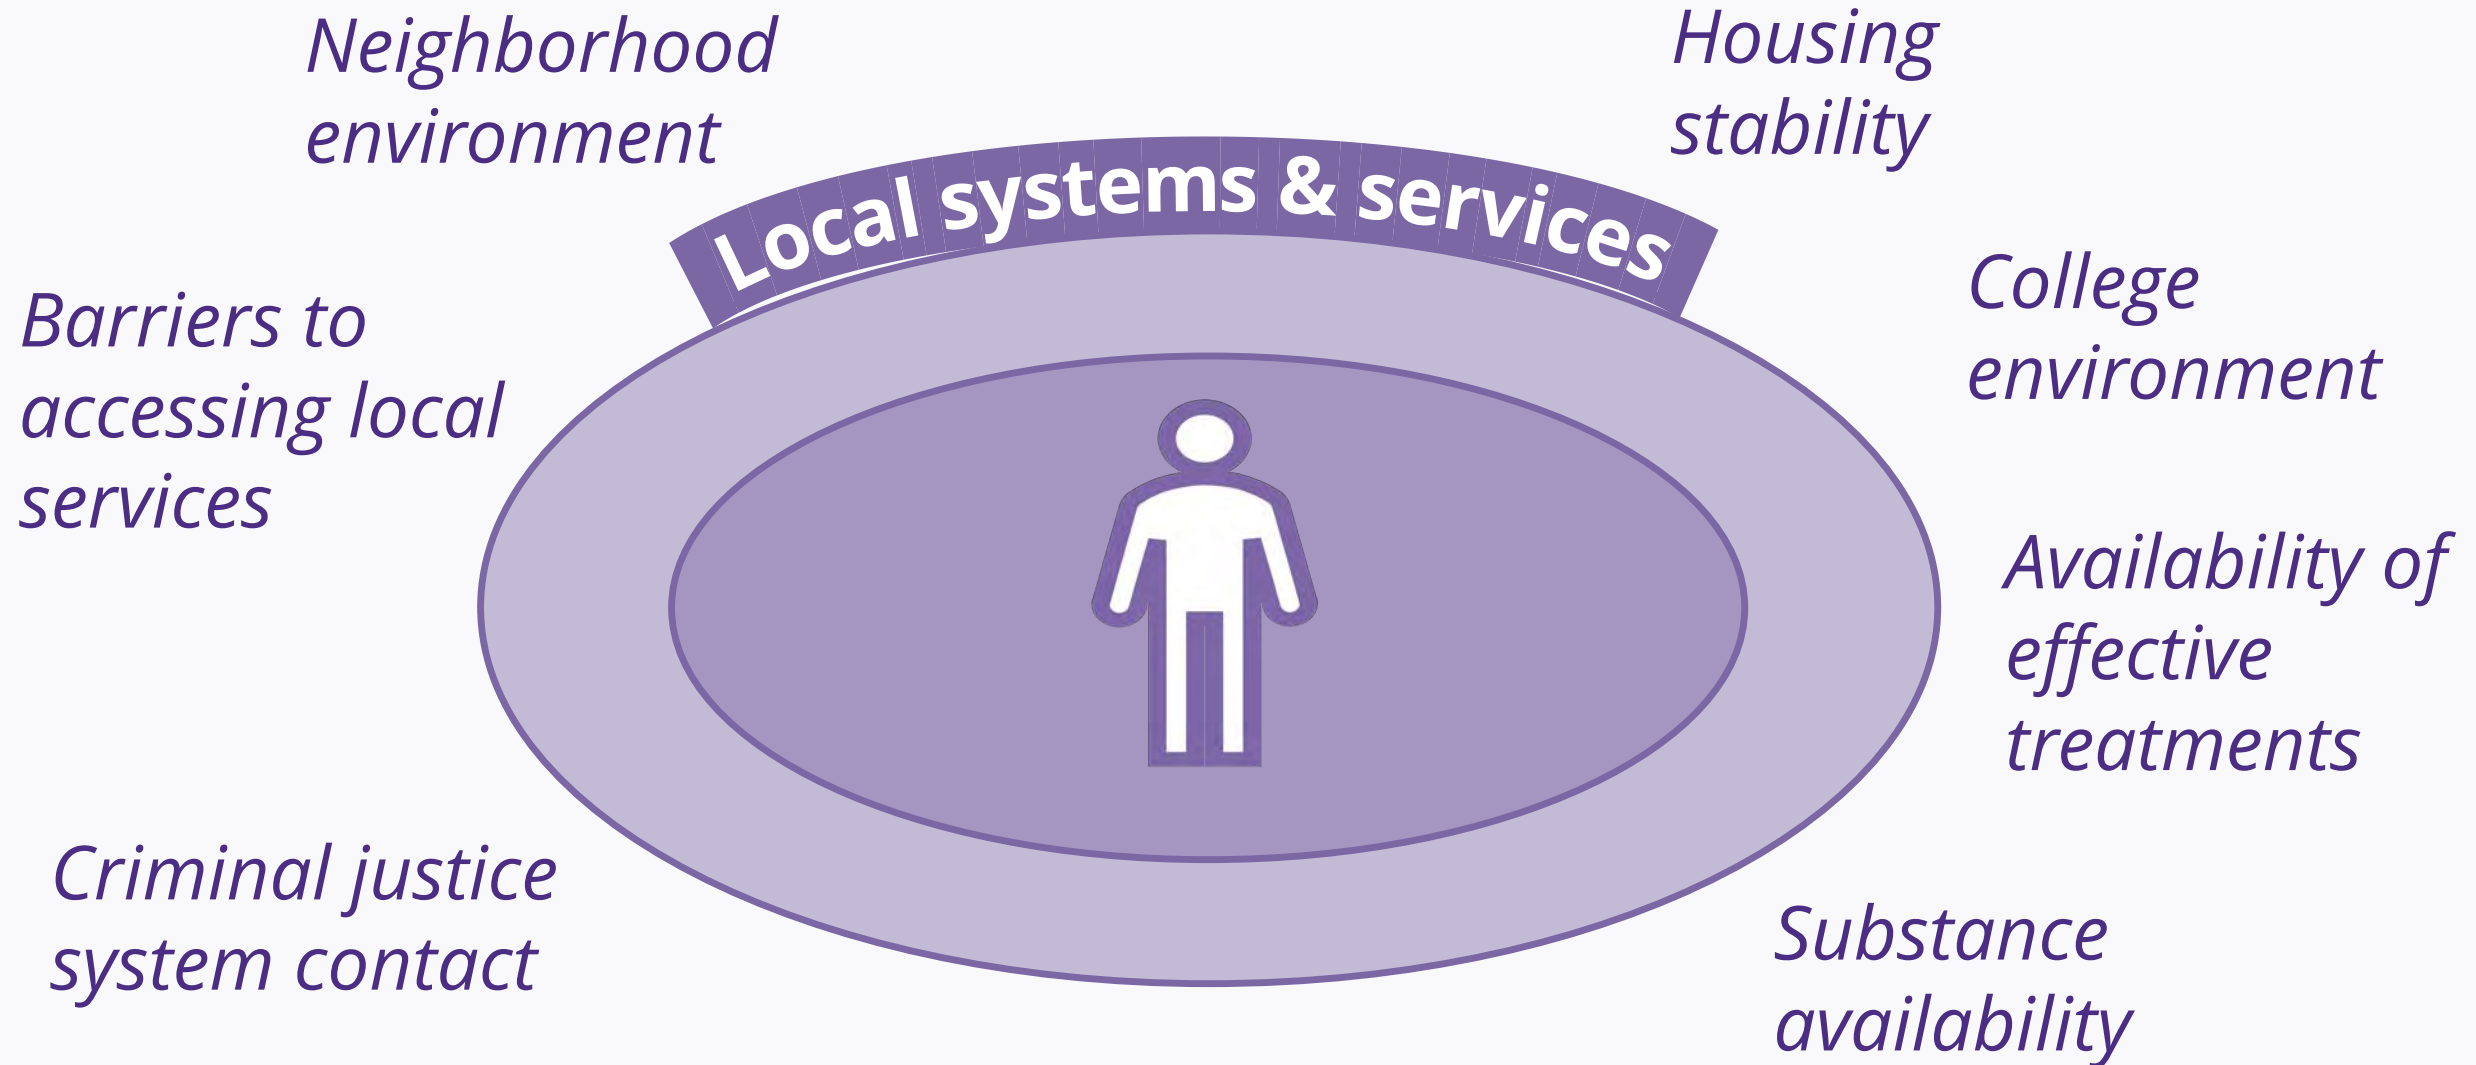 Neighborhood
environment
Housing
stability
Local systems & services
Barriers to
accessing local
services
College
environment
Availability of
effective
treatments
Criminal justice
system contact
Substance
availability